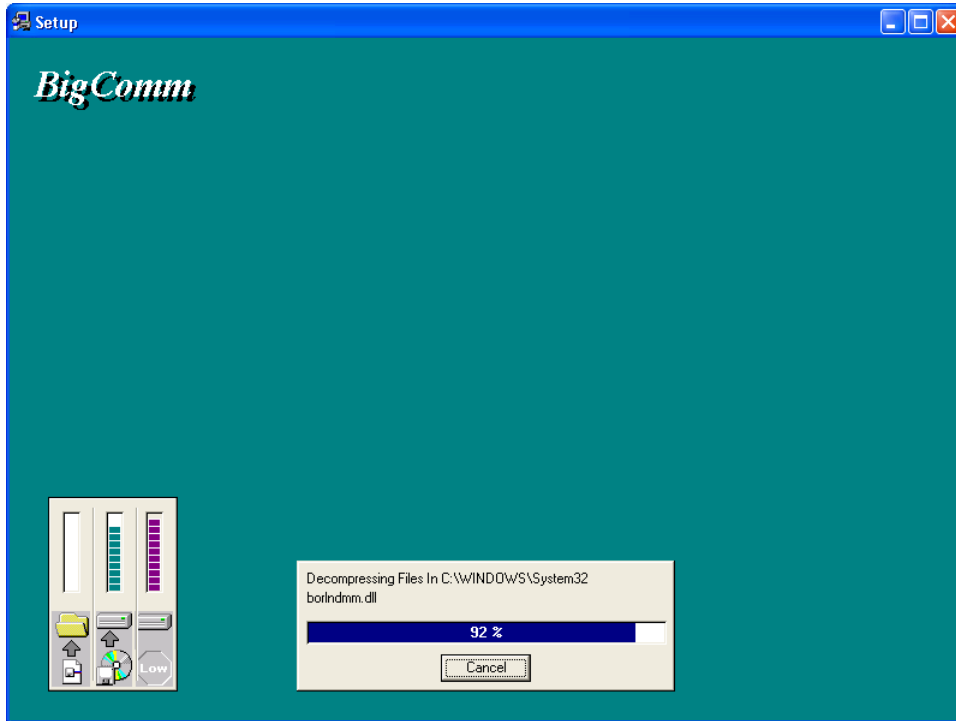 Setup
BigComm
Low
Decompressing Files In C:\WINDOWS\System32
borlndmm.dll
92 %
Cancel